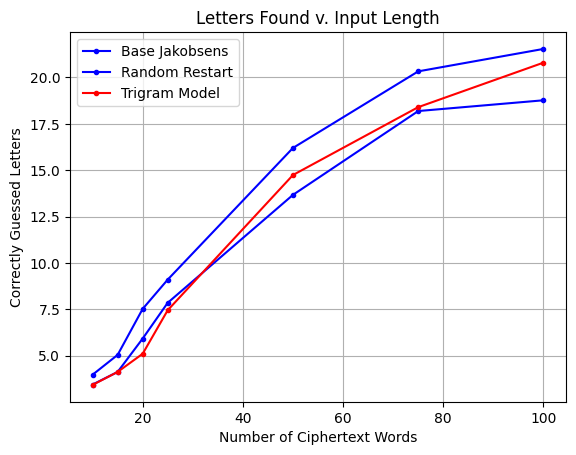 Letters Found v. Input Length
Base Jakobsens
Random Restart
Trigram Model
Correctly Guessed Letters
20.0
17.5
15.0
12.5
10.0
7.5
5.0
20
40
60
80
100
Number of Ciphertext Words